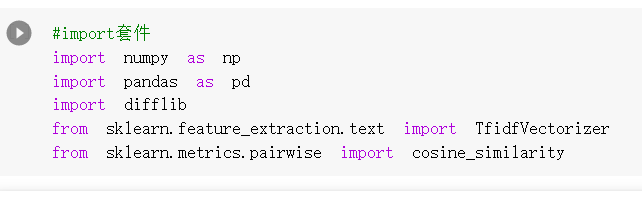 #import套件
import numpy as np
import pandas as pd
import difflib
from sklearn.feature_extraction.text import TfidfVectorizer
from sklearn.metrics.pairwise import cosine_similarity